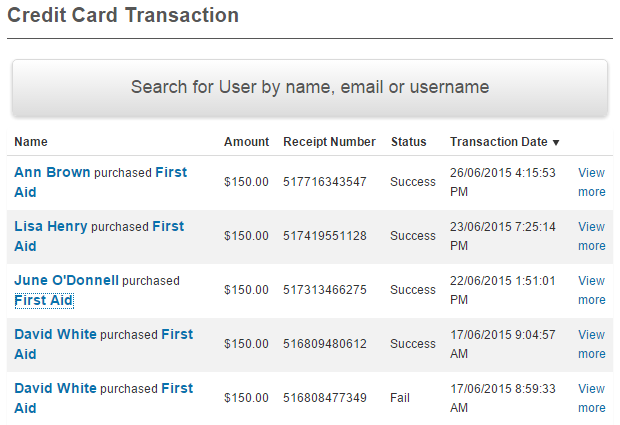 Credit Card Transaction
Search for User by name, email or username
Name Amount Receipt Number Status Transaction Date ▼
Ann Brown purchased First Aid $150.00 517716343547 Success 26/06/2015 4:15:53 PM View more
Lisa Henry purchased First Aid $150.00 517419551128 Success 23/06/2015 7:25:14 PM View more
June O'Donnell purchased First Aid $150.00 517313466275 Success 22/06/2015 1:51:01 PM View more
David White purchased First Aid $150.00 516809480612 Success 17/06/2015 9:04:57 AM View more
David White purchased First Aid $150.00 516808477349 Fail 17/06/2015 8:59:33 AM View more